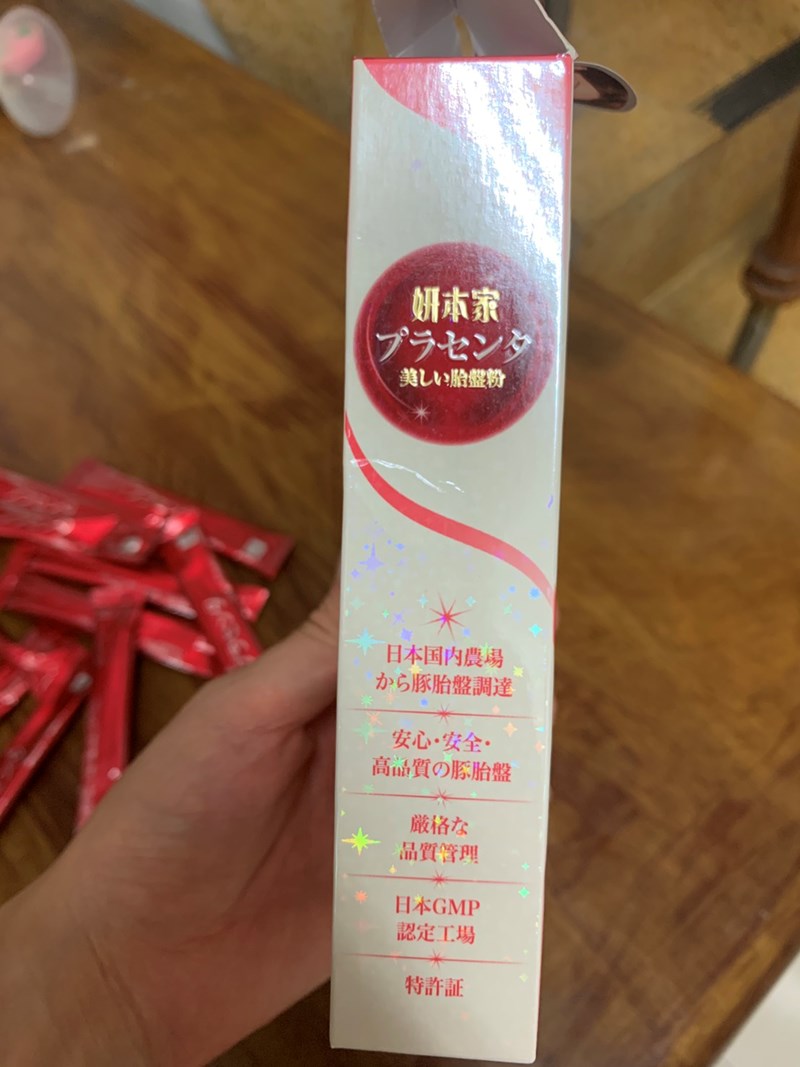 妍本家
プラセンタ
美しい胎盤粉
日本国内農場
から豚胎盤調達
安心・安全・
高品質の豚胎盤
厳格な
品質管理
日本GMP
認定工場
特許証